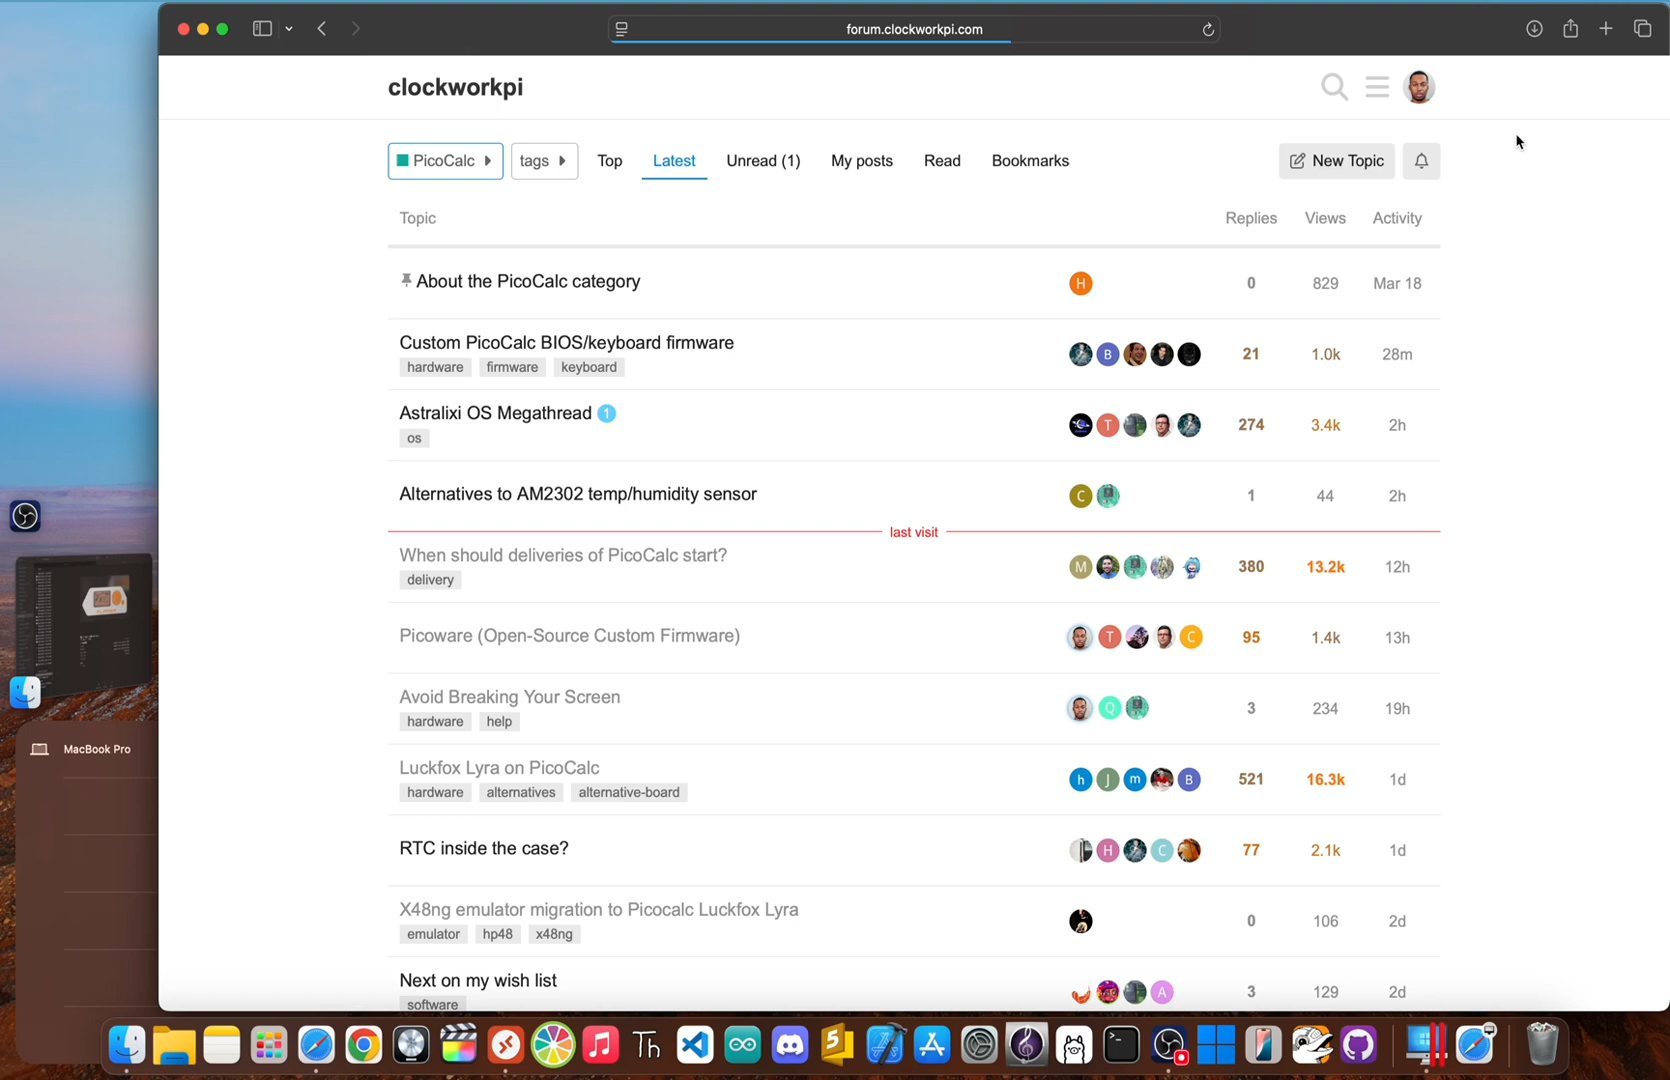 forum.clockworkpi.com
clockworkpi
PicoCalc
tags
Top
Latest
Unread (1)
My posts
Read
Bookmarks
New Topic
Topic
Replies
Views
Activity
About the PicoCalc category
H
0
829
Mar 18
Custom PicoCalc BIOS/keyboard firmware
hardware
firmware
keyboard
B
21
1.0k
28m
Astralixi OS Megathread 1
os
T
274
3.4k
2h
Alternatives to AM2302 temp/humidity sensor
C
1
44
2h
last visit
When should deliveries of PicoCalc start?
delivery
M
380
13.2k
12h
Picoware (Open-Source Custom Firmware)
T
C
95
1.4k
13h
Avoid Breaking Your Screen
hardware
help
Q
3
234
19h
Luckfox Lyra on PicoCalc
hardware
alternatives
alternative-board
h
J
m
B
521
16.3k
1d
RTC inside the case?
H
C
77
2.1k
1d
X48ng emulator migration to Picocalc Luckfox Lyra
emulator
hp48
x48ng
0
106
2d
Next on my wish list
software
A
3
129
2d
MacBook Pro
Th
5